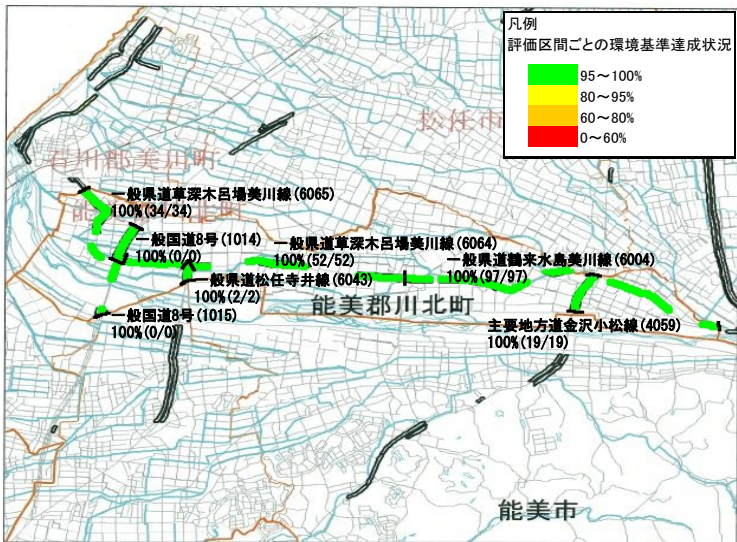 凡例
評価区間ごとの環境基準達成状況
95～100%
80～95%
60～80%
0～60%
松任市
石川郡美川町
一般県道草深木呂場美川線(6065)
100%(34/34)
一般国道8号(1014)
100%(0/0)
一般県道草深木呂場美川線(6064)
100%(52/52)
一般県道鶴来水島美川線(6004)
100%(97/97)
一般県道松任寺井線(6043)
100%(2/2)
能美郡川北町
一般国道8号(1015)
100%(0/0)
主要地方道金沢小松線(4059)
100%(19/19)
能美市